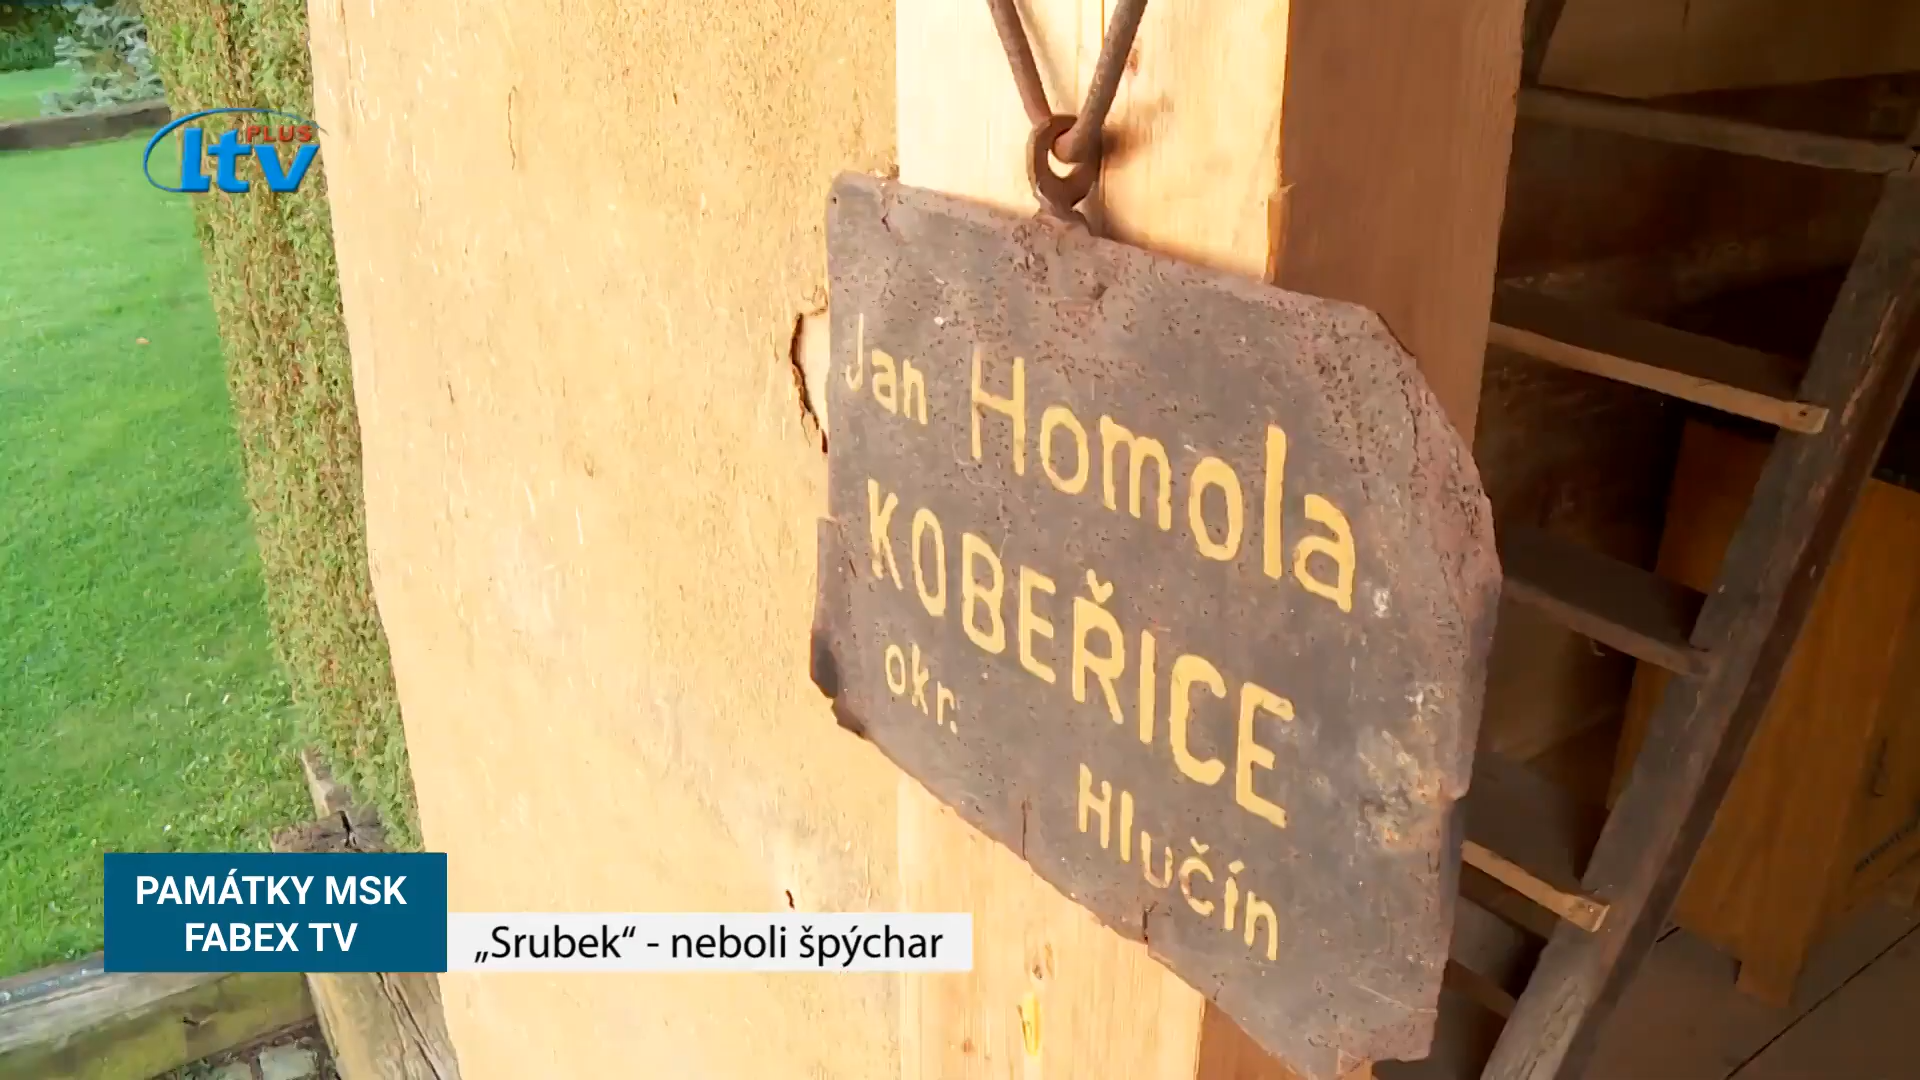 ltv PLUS
Jan Homola
KOBEŘICE
okr.
Hlučín
PAMÁTKY MSK
FABEX TV
„Srubek“ - neboli špýchar